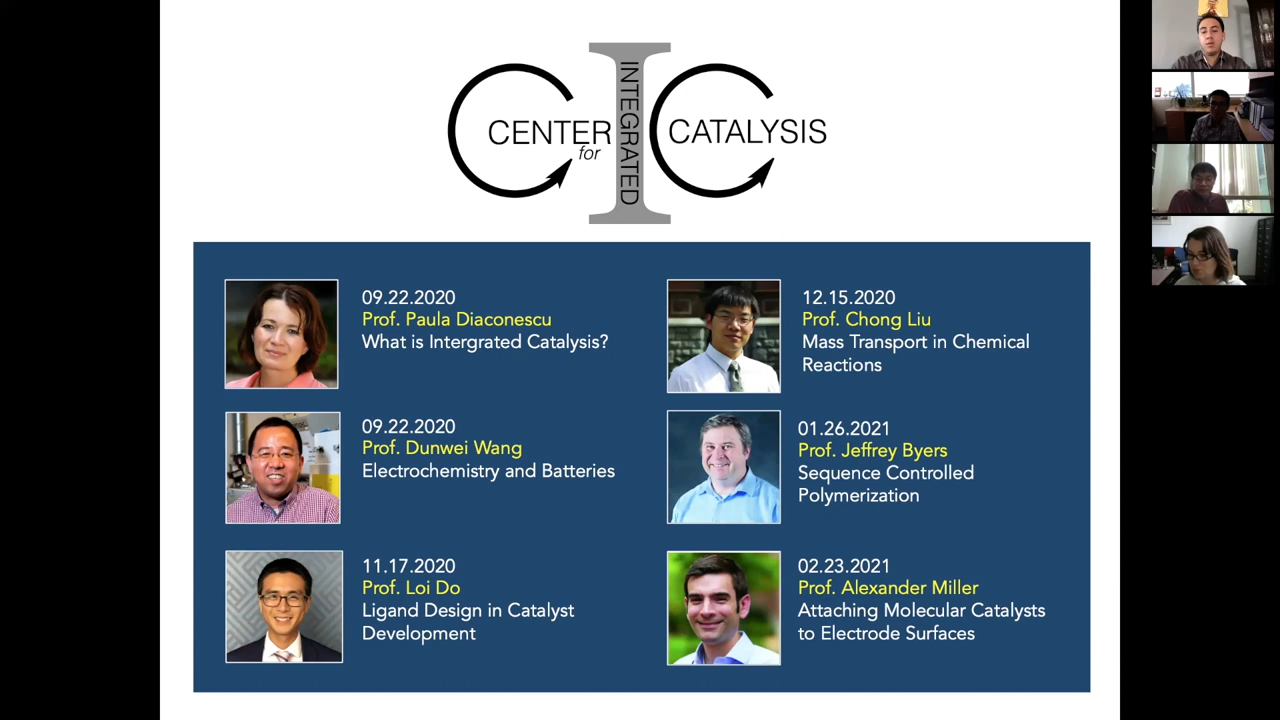 CENTER
for
INTEGRATED
CATALYSIS
09.22.2020
Prof. Paula Diaconescu
What is Intergrated Catalysis?
09.22.2020
Prof. Dunwei Wang
Electrochemistry and Batteries
11.17.2020
Prof. Loi Do
Ligand Design in Catalyst
Development
12.15.2020
Prof. Chong Liu
Mass Transport in Chemical
Reactions
01.26.2021
Prof. Jeffrey Byers
Sequence Controlled
Polymerization
02.23.2021
Prof. Alexander Miller
Attaching Molecular Catalysts
to Electrode Surfaces